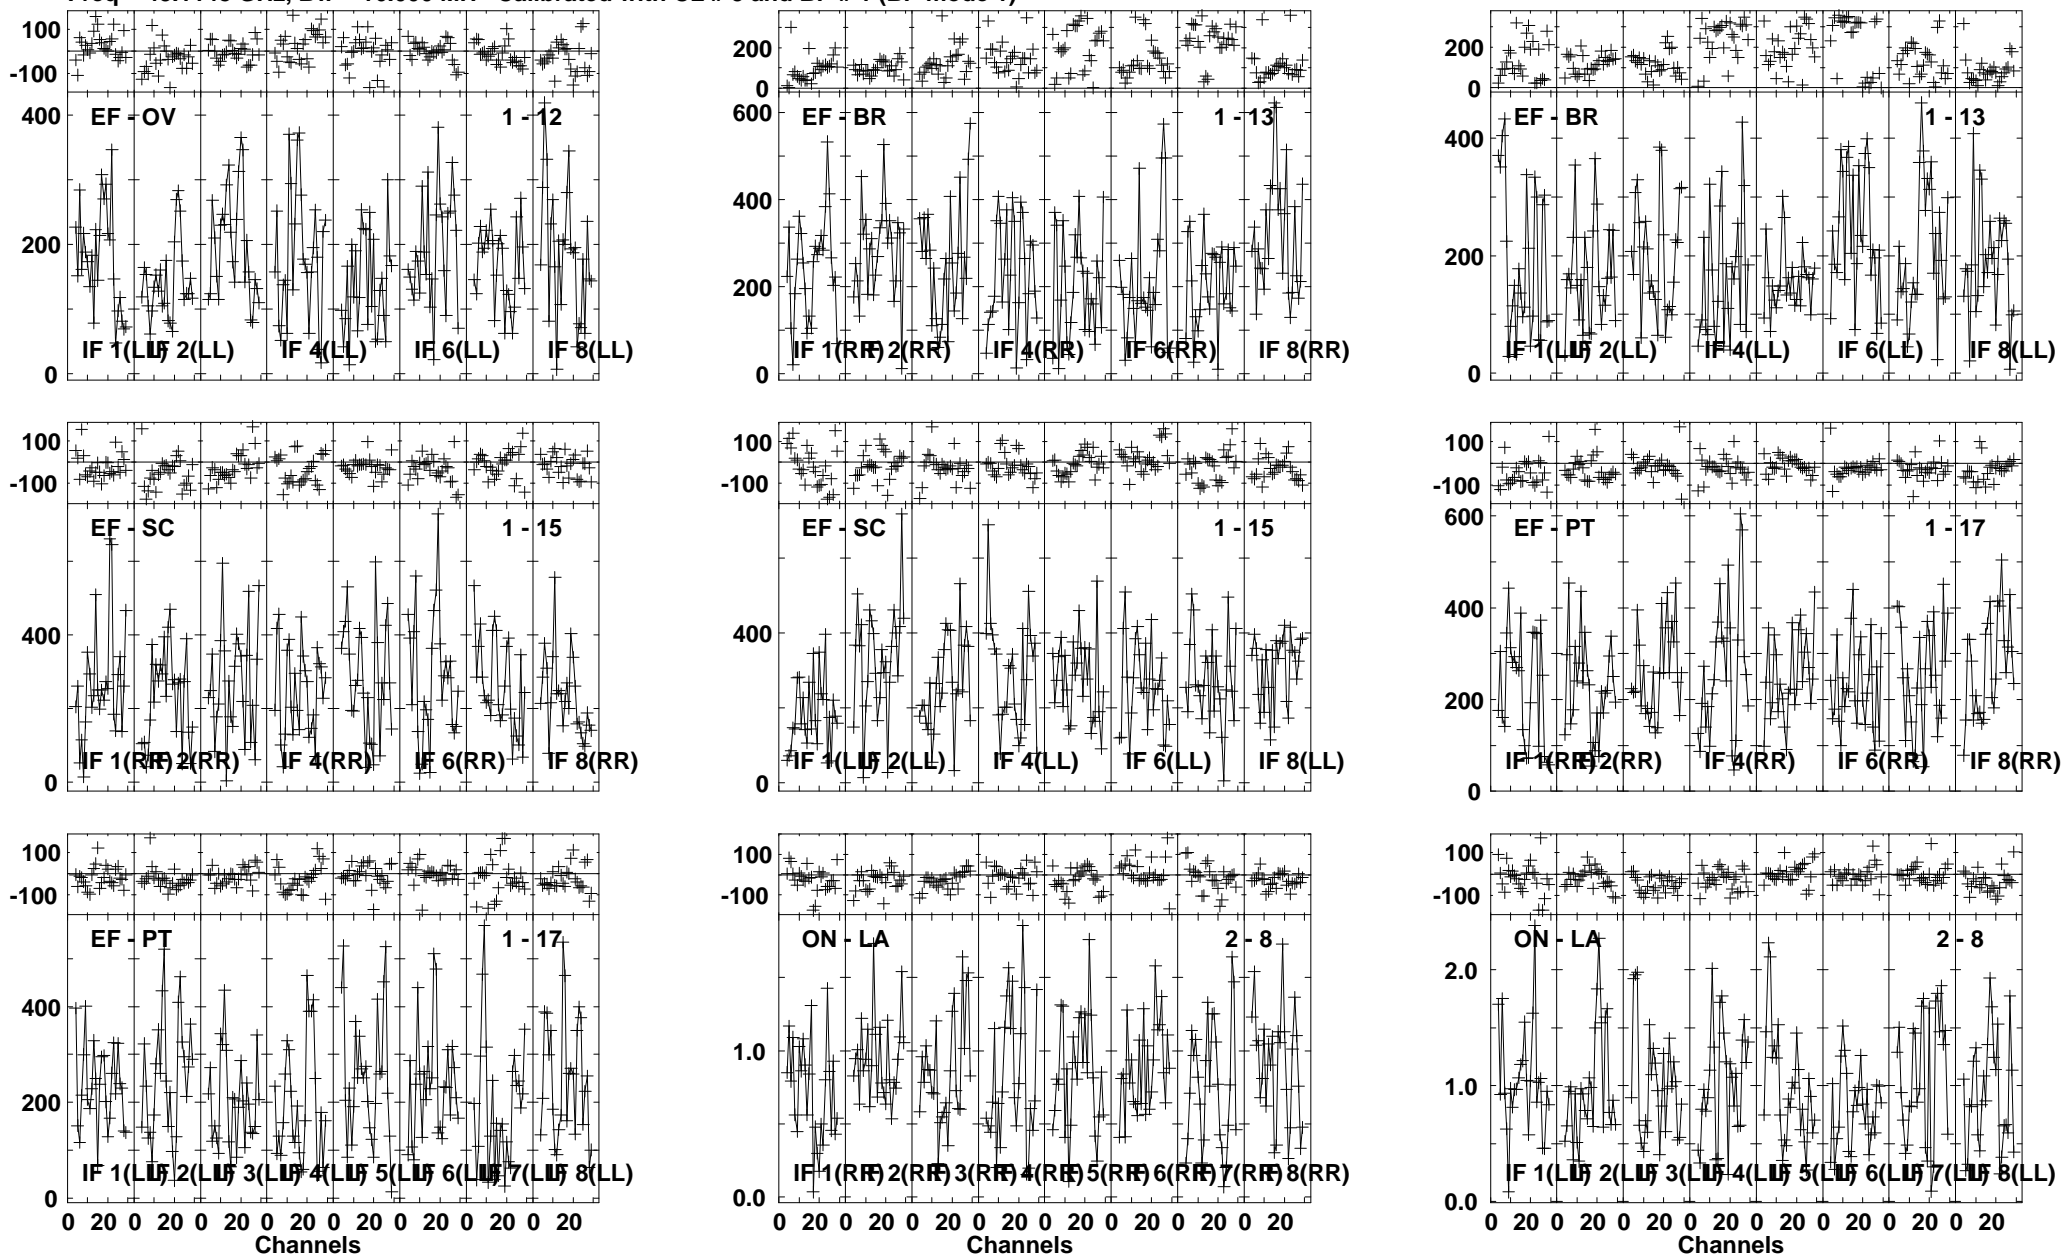 100
-100
400
200
0
EF - OV 1 - 12
IF 1(LL) IF 2(LL) IF 4(LL) IF 6(LL) IF 8(LL)
200
0
600
400
200
0
EF - BR 1 - 13
IF 1(RR) IF 2(RR) IF 4(RR) IF 6(RR) IF 8(RR)
200
0
400
200
0
EF - BR 1 - 13
IF 1(LL) IF 2(LL) IF 4(LL) IF 6(LL) IF 8(LL)
100
-100
400
0
EF - SC 1 - 15
IF 1(RR) IF 2(RR) IF 4(RR) IF 6(RR) IF 8(RR)
100
-100
400
0
EF - SC 1 - 15
IF 1(LL) IF 2(LL) IF 4(LL) IF 6(LL) IF 8(LL)
100
-100
600
400
200
0
EF - PT 1 - 17
IF 1(RR) IF 2(RR) IF 4(RR) IF 6(RR) IF 8(RR)
100
-100
400
200
0
EF - PT 1 - 17
IF 1(LL) IF 2(LL) IF 3(LL) IF 4(LL) IF 5(LL) IF 6(LL) IF 7(LL) IF 8(LL)
0 20 0 20 0 20 0 20 0 20 0 20 0 20 0 20
Channels
100
-100
1.0
0.0
ON - LA 2 - 8
IF 1(RR) IF 2(RR) IF 3(RR) IF 4(RR) IF 5(RR) IF 6(RR) IF 7(RR) IF 8(RR)
0 20 0 20 0 20 0 20 0 20 0 20 0 20 0 20
100
-100
2.0
1.0
0.0
ON - LA 2 - 8
IF 1(LL) IF 2(LL) IF 3(LL) IF 4(LL) IF 5(LL) IF 6(LL) IF 7(LL) IF 8(LL)
0 20 0 20 0 20 0 20 0 20 0 20 0 20 0 20
Channels